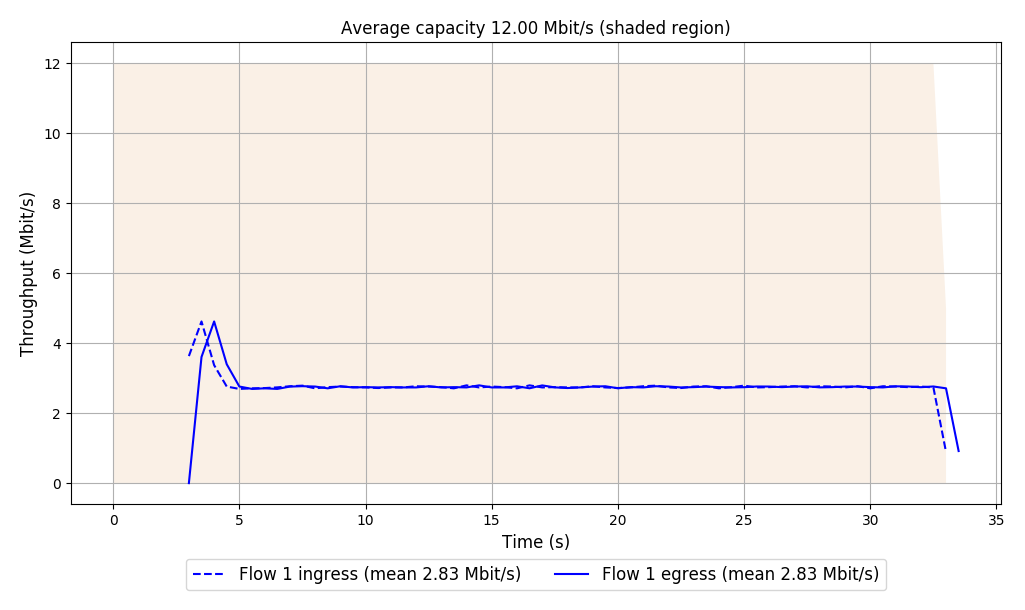 Average capacity 12.00 Mbit/s (shaded region)
Throughput (Mbit/s)
12
10
8
6
4
2
0
0 5 10 15 20 25 30 35
Time (s)
Flow 1 ingress (mean 2.83 Mbit/s) Flow 1 egress (mean 2.83 Mbit/s)